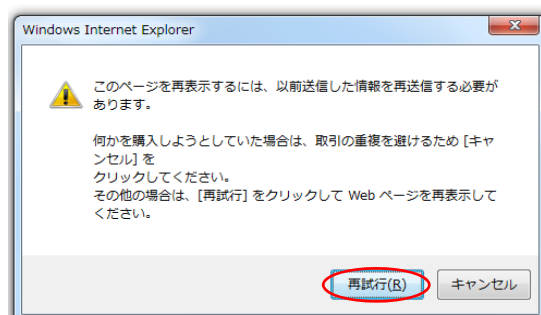 Windows Internet Explorer
このページを再表示するには、以前送信した情報を再送信する必要が
あります。
何かを購入しようとしていた場合は、取引の重複を避けるため [キャ
ンセル] を
クリックしてください。
その他の場合は、[再試行] をクリックして Web ページを再表示して
ください。
再試行(R)
キャンセル